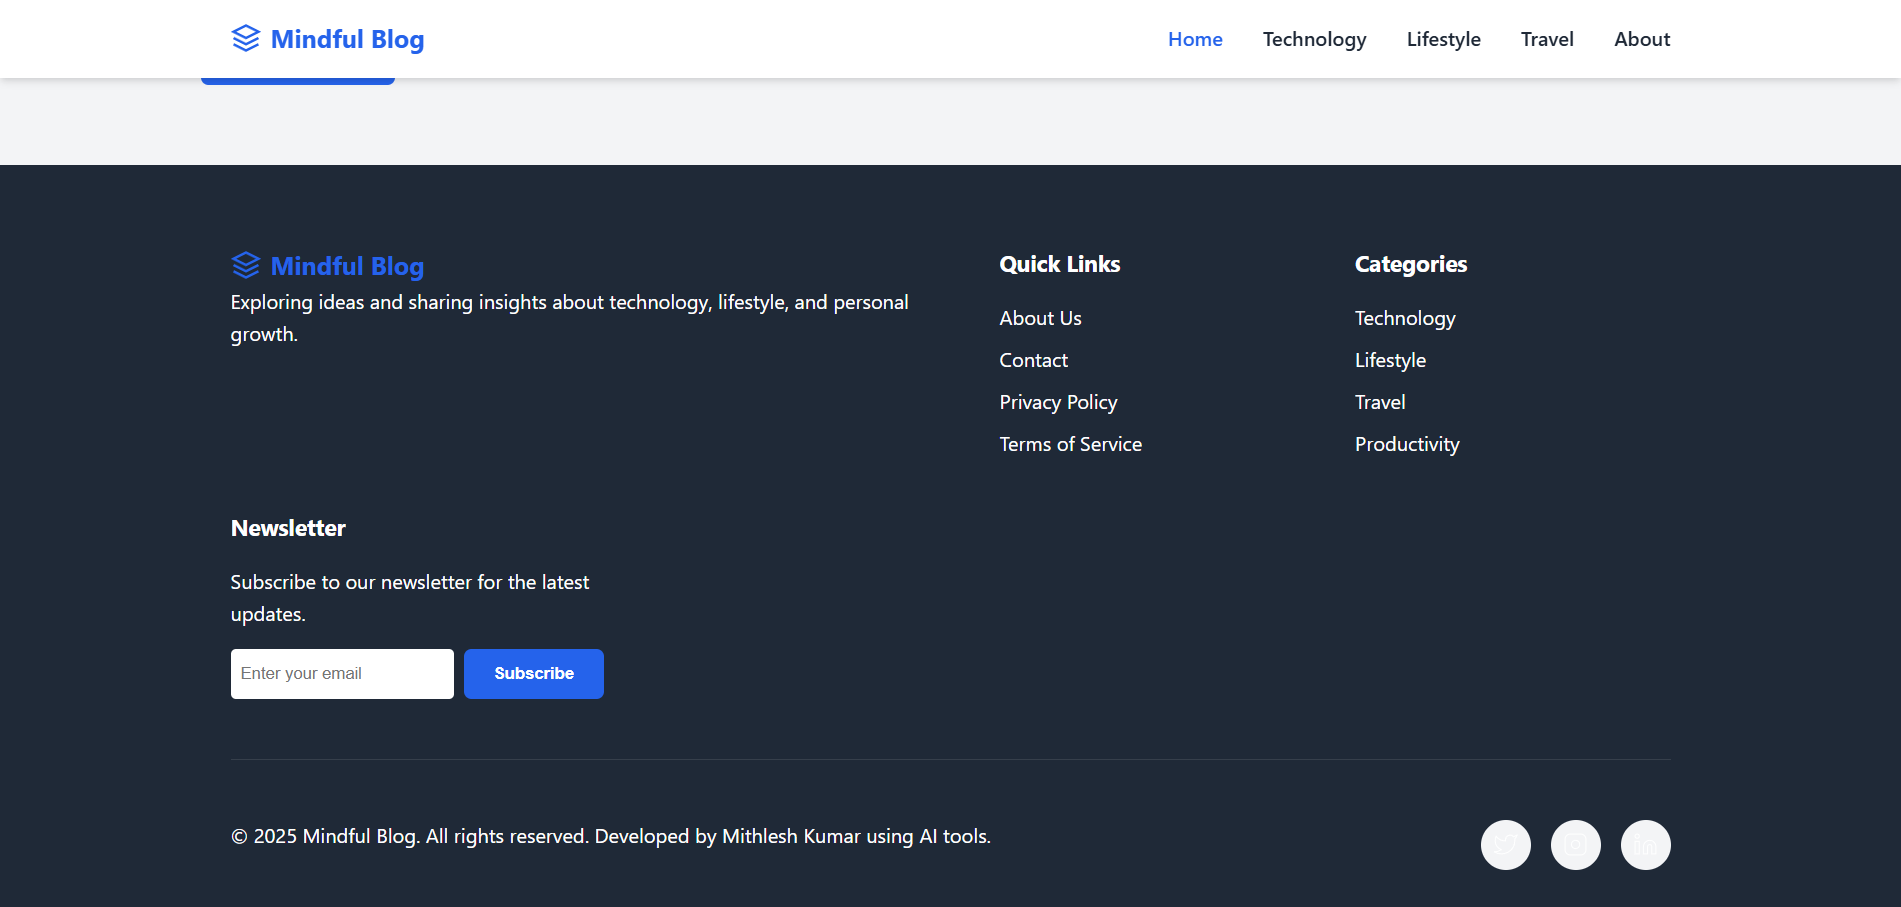 Mindful Blog
Home
Technology
Lifestyle
Travel
About
Mindful Blog
Exploring ideas and sharing insights about technology, lifestyle, and personal
growth.
Quick Links
About Us
Contact
Privacy Policy
Terms of Service
Categories
Technology
Lifestyle
Travel
Productivity
Newsletter
Subscribe to our newsletter for the latest
updates.
Enter your email
Subscribe
© 2025 Mindful Blog. All rights reserved. Developed by Mithlesh Kumar using AI tools.